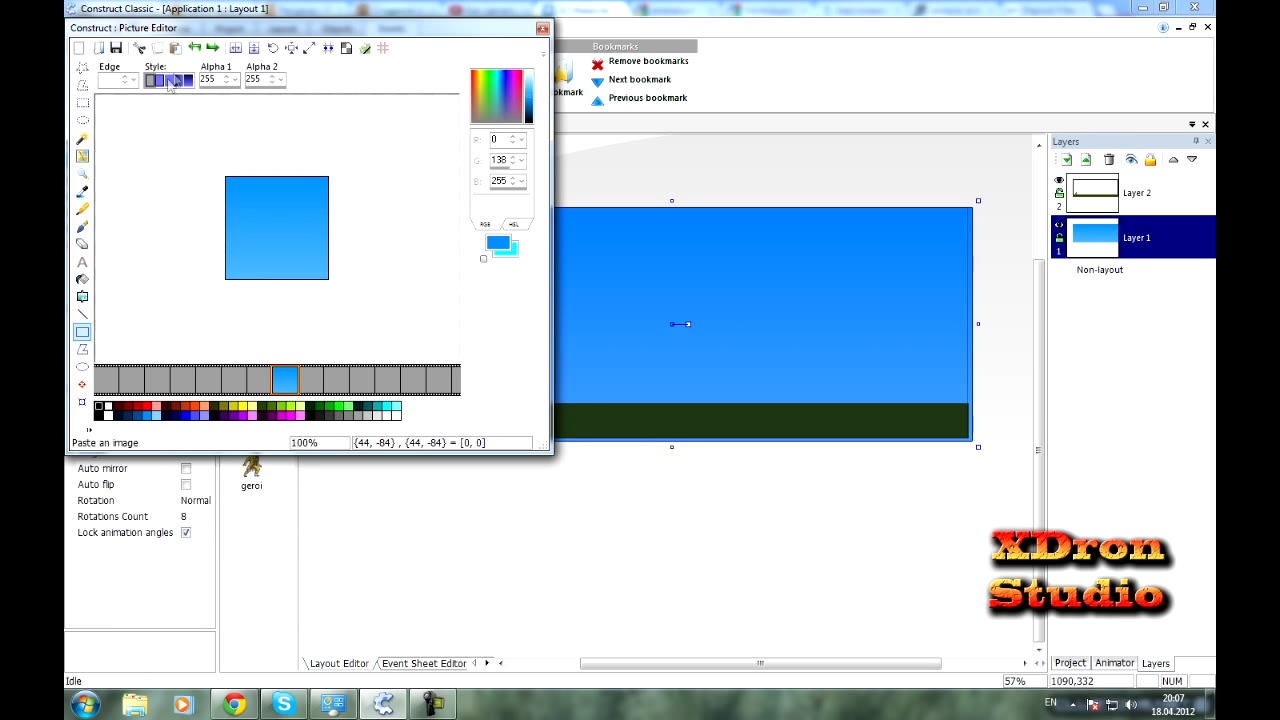 Construct Classic - [Application 1 : Layout 1]
Construct : Picture Editor
Bookmarks
Remove bookmarks
Next bookmark
Previous bookmark
Edge
Style:
Alpha 1
Alpha 2
255
255
R:
0
G:
138
B:
255
RGB
HSL
Layers
Layer 2
2
Layer 1
1
Non-layout
Paste an image
100%
{44, -84} , {44, -84} = [0, 0]
Auto mirror
Auto flip
Rotation
Normal
Rotations Count
8
Lock animation angles
geroi
XDron
Studio
Layout Editor
Event Sheet Editor
Project
Animator
Layers
Idle
57%
1090,332
NUM
EN
20:07
18.04.2012